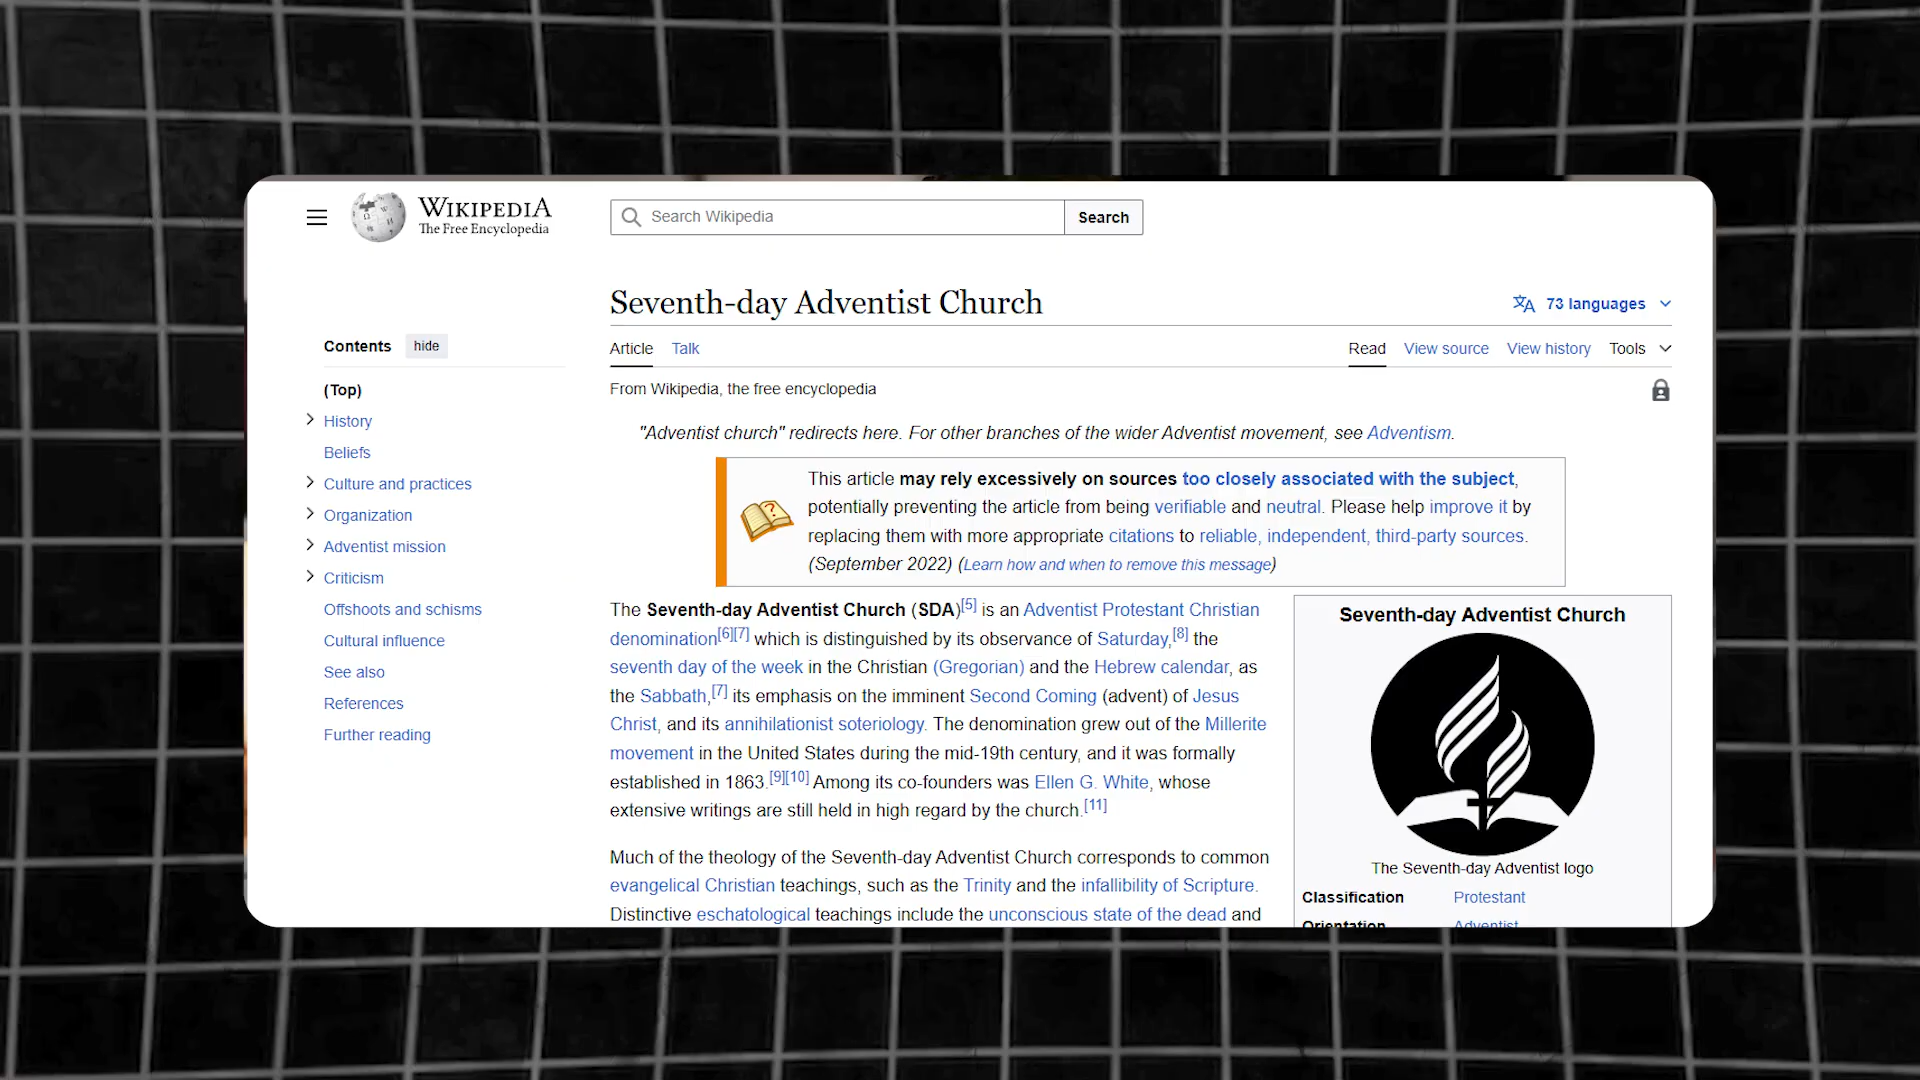 WIKIPEDIA
The Free Encyclopedia
Search Wikipedia
Search
Seventh-day Adventist Church
73 languages
Contents
hide
(Top)
History
Beliefs
Culture and practices
Organization
Adventist mission
Criticism
Offshoots and schisms
Cultural influence
See also
References
Further reading
Article
Talk
Read
View source
View history
Tools
From Wikipedia, the free encyclopedia
"Adventist church" redirects here. For other branches of the wider Adventist movement, see Adventism.
This article may rely excessively on sources too closely associated with the subject,
potentially preventing the article from being verifiable and neutral. Please help improve it by
replacing them with more appropriate citations to reliable, independent, third-party sources.
(September 2022) (Learn how and when to remove this message)
The Seventh-day Adventist Church (SDA)[5] is an Adventist Protestant Christian
denomination[6][7] which is distinguished by its observance of Saturday,[8] the
seventh day of the week in the Christian (Gregorian) and the Hebrew calendar, as
the Sabbath,[7] its emphasis on the imminent Second Coming (advent) of Jesus
Christ, and its annihilationist soteriology. The denomination grew out of the Millerite
movement in the United States during the mid-19th century, and it was formally
established in 1863.[9][10] Among its co-founders was Ellen G. White, whose
extensive writings are still held in high regard by the church.[11]
Much of the theology of the Seventh-day Adventist Church corresponds to common
evangelical Christian teachings, such as the Trinity and the infallibility of Scripture.
Distinctive eschatological teachings include the unconscious state of the dead and
Seventh-day Adventist Church
The Seventh-day Adventist logo
Classification Protestant
Orientation Adventist